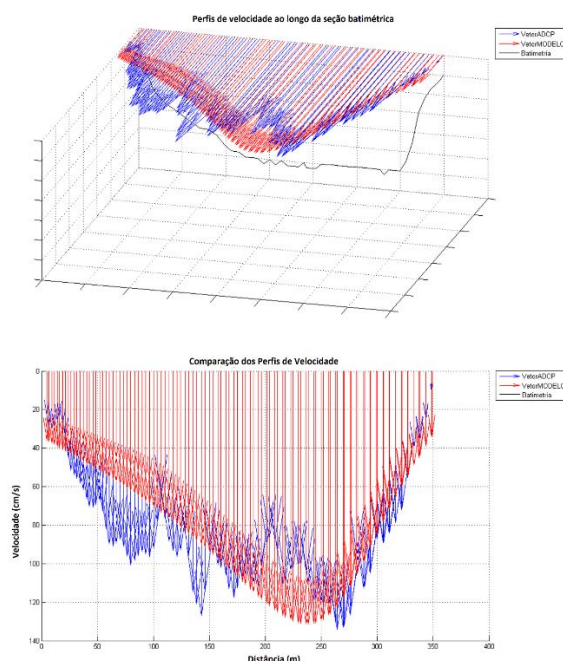 Perfis de velocidade ao longo da seção batimétrica
VetorADCP
VetorMODELO
Batimetria
Comparação dos Perfis de Velocidade
VetorADCP
VetorMODELO
Batimetria
Velocidade (cm/s)
0
20
40
60
80
100
120
140
0
50
100
150
200
250
300
350
400
Distância (m)